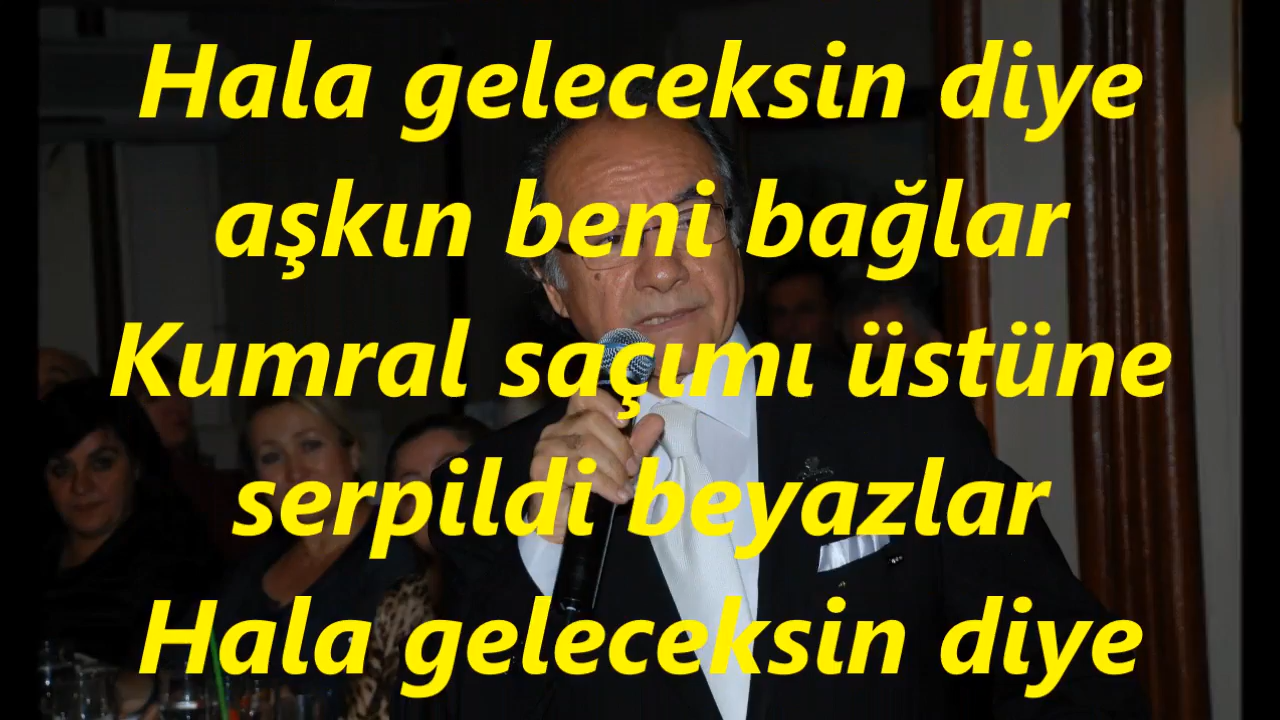 Hala geleceksin diye
aşkın beni bağlar
Kumral saçımı üstüne
serpildi beyazlar
Hala geleceksin diye